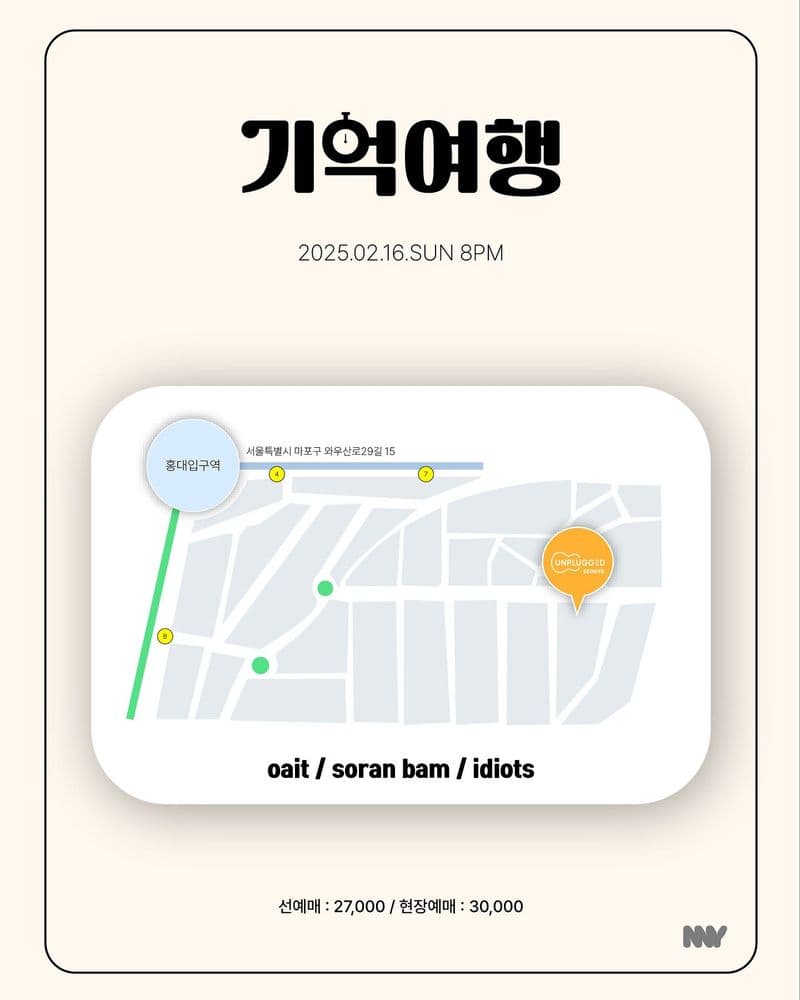 기억여행
2025.02.16.SUN 8PM
홍대입구역
서울특별시 마포구 와우산로29길 15
4
7
UNPLUGGED
8
oait / soran bam / idiots
선예매 : 27,000 / 현장예매 : 30,000